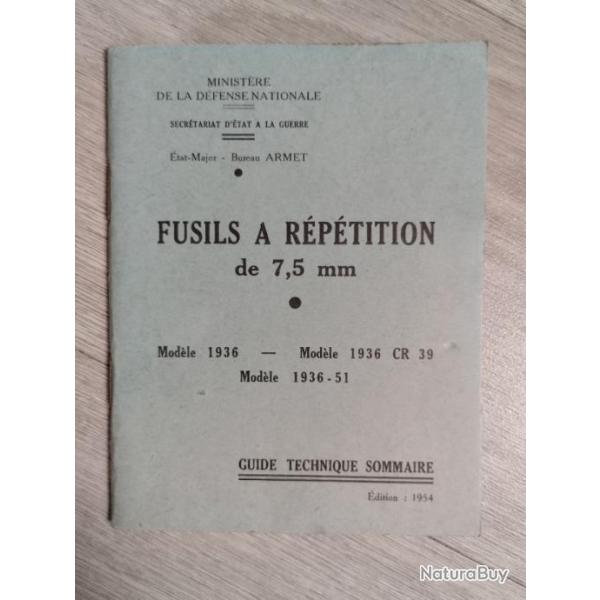 MINISTÈRE
DE LA DÉFENSE NATIONALE
SECRÉTARIAT D'ÉTAT A LA GUERRE
État-Major - Bureau ARMET
FUSILS A RÉPÉTITION
de 7,5 mm
Modèle 1936 — Modèle 1936 CR 39
Modèle 1936-51
GUIDE TECHNIQUE SOMMAIRE
Édition : 1954
NaturaBuy